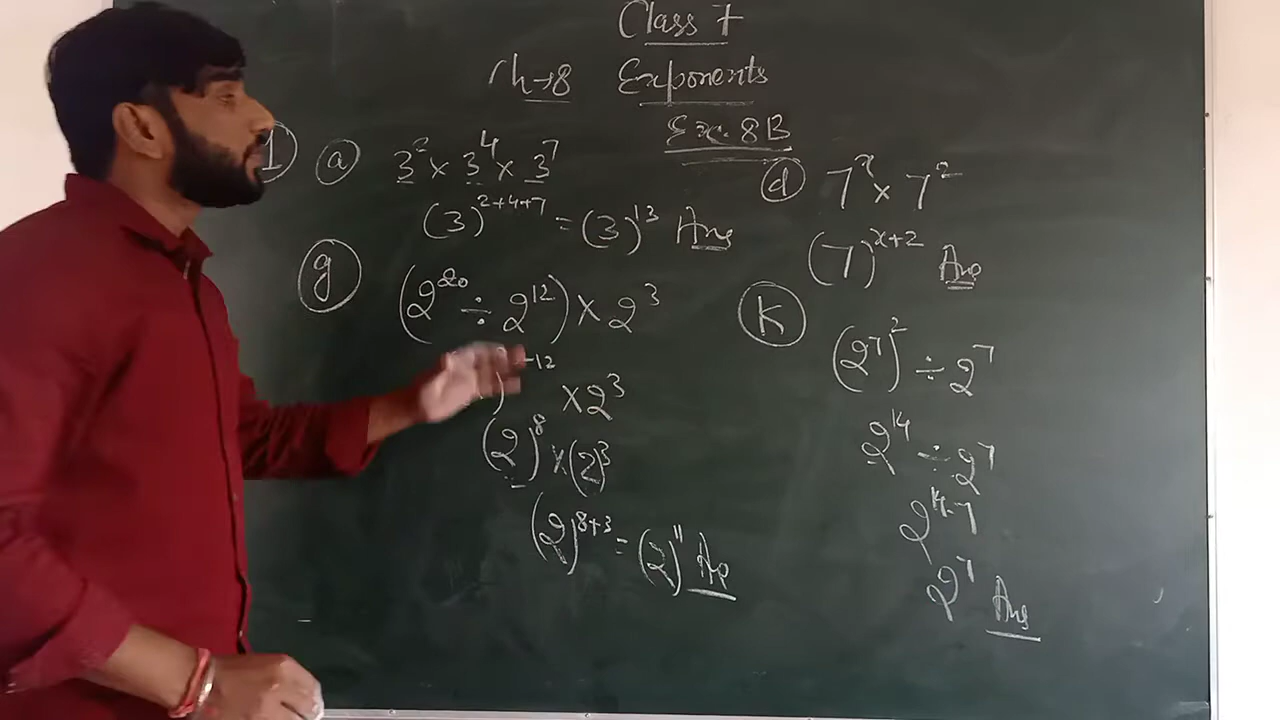 Class 7
Ch→8 Exponents
Ex. 8B
1) (a) 3² × 3⁴ × 3⁷
(3)²⁺⁴⁺⁷ = (3)¹³ Ans
(g) (2²⁰ ÷ 2¹²) × 2³
⁻¹² × 2³
(2)⁸ × (2)³
(2)⁸⁺³ = (2)¹¹ Ans
(d) 7ˣ × 7²
(7)ˣ⁺² Ans
(k) (2⁷)² ÷ 2⁷
2¹⁴ ÷ 2⁷
2¹⁴⁻⁷
2⁷ Ans